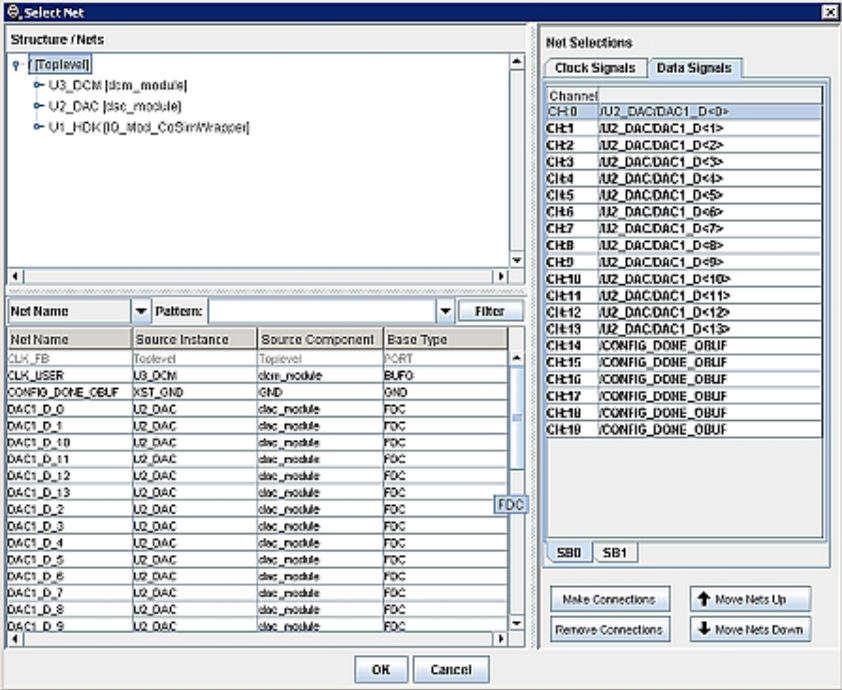 Select Net
Structure / Nets
/ [Toplevel]
U3_DCM [dcm_module]
U2_DAC [dac_module]
U1_HDK [IO_Mod_CoSimWrapper]
Net Name Pattern: Filter
Net Name Source Instance Source Component Base Type
CLK_FB Toplevel Toplevel PORT
CLK_USER U3_DCM dcm_module BUFG
CONFIG_DONE_OBUF XST_GND GND GND
DAC1_D_0 U2_DAC dac_module FDC
DAC1_D_1 U2_DAC dac_module FDC
DAC1_D_10 U2_DAC dac_module FDC
DAC1_D_11 U2_DAC dac_module FDC
DAC1_D_12 U2_DAC dac_module FDC
DAC1_D_13 U2_DAC dac_module FDC
DAC1_D_2 U2_DAC dac_module FDC
FDC
DAC1_D_3 U2_DAC dac_module FDC
DAC1_D_4 U2_DAC dac_module FDC
DAC1_D_5 U2_DAC dac_module FDC
DAC1_D_6 U2_DAC dac_module FDC
DAC1_D_7 U2_DAC dac_module FDC
DAC1_D_8 U2_DAC dac_module FDC
DAC1_D_9 U2_DAC dac_module FDC
Net Selections
Clock Signals Data Signals
Channel
CH:0 /U2_DAC/DAC1_D<0>
CH:1 /U2_DAC/DAC1_D<1>
CH:2 /U2_DAC/DAC1_D<2>
CH:3 /U2_DAC/DAC1_D<3>
CH:4 /U2_DAC/DAC1_D<4>
CH:5 /U2_DAC/DAC1_D<5>
CH:6 /U2_DAC/DAC1_D<6>
CH:7 /U2_DAC/DAC1_D<7>
CH:8 /U2_DAC/DAC1_D<8>
CH:9 /U2_DAC/DAC1_D<9>
CH:10 /U2_DAC/DAC1_D<10>
CH:11 /U2_DAC/DAC1_D<11>
CH:12 /U2_DAC/DAC1_D<12>
CH:13 /U2_DAC/DAC1_D<13>
CH:14 /CONFIG_DONE_OBUF
CH:15 /CONFIG_DONE_OBUF
CH:16 /CONFIG_DONE_OBUF
CH:17 /CONFIG_DONE_OBUF
CH:18 /CONFIG_DONE_OBUF
CH:19 /CONFIG_DONE_OBUF
SB0 SB1
Make Connections Move Nets Up
Remove Connections Move Nets Down
OK Cancel